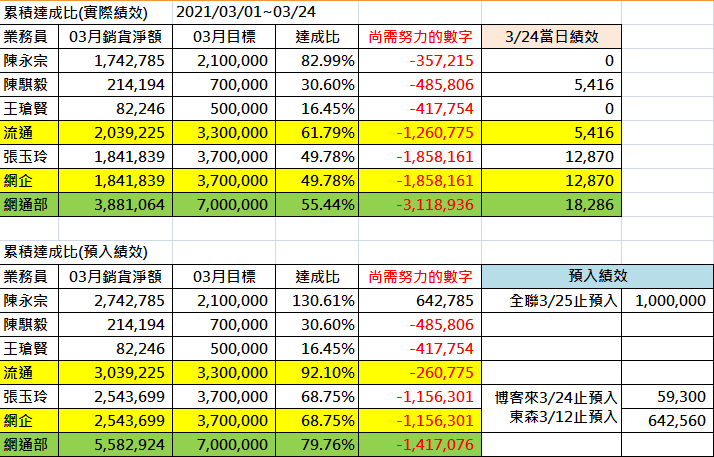 累積達成比(實際績效) 2021/03/01~03/24
業務員 03月銷貨淨額 03月目標 達成比 尚需努力的數字 3/24當日績效
陳永宗 1,742,785 2,100,000 82.99% -357,215 0
陳騏毅 214,194 700,000 30.60% -485,806 5,416
王瑲賢 82,246 500,000 16.45% -417,754 0
流通 2,039,225 3,300,000 61.79% -1,260,775 5,416
張玉玲 1,841,839 3,700,000 49.78% -1,858,161 12,870
網企 1,841,839 3,700,000 49.78% -1,858,161 12,870
網通部 3,881,064 7,000,000 55.44% -3,118,936 18,286
累積達成比(預入績效)
業務員 03月銷貨淨額 03月目標 達成比 尚需努力的數字 預入績效
陳永宗 2,742,785 2,100,000 130.61% 642,785 全聯3/25止預入 1,000,000
陳騏毅 214,194 700,000 30.60% -485,806
王瑲賢 82,246 500,000 16.45% -417,754
流通 3,039,225 3,300,000 92.10% -260,775
張玉玲 2,543,699 3,700,000 68.75% -1,156,301 博客來3/24止預入 59,300
網企 2,543,699 3,700,000 68.75% -1,156,301 東森3/12止預入 642,560
網通部 5,582,924 7,000,000 79.76% -1,417,076